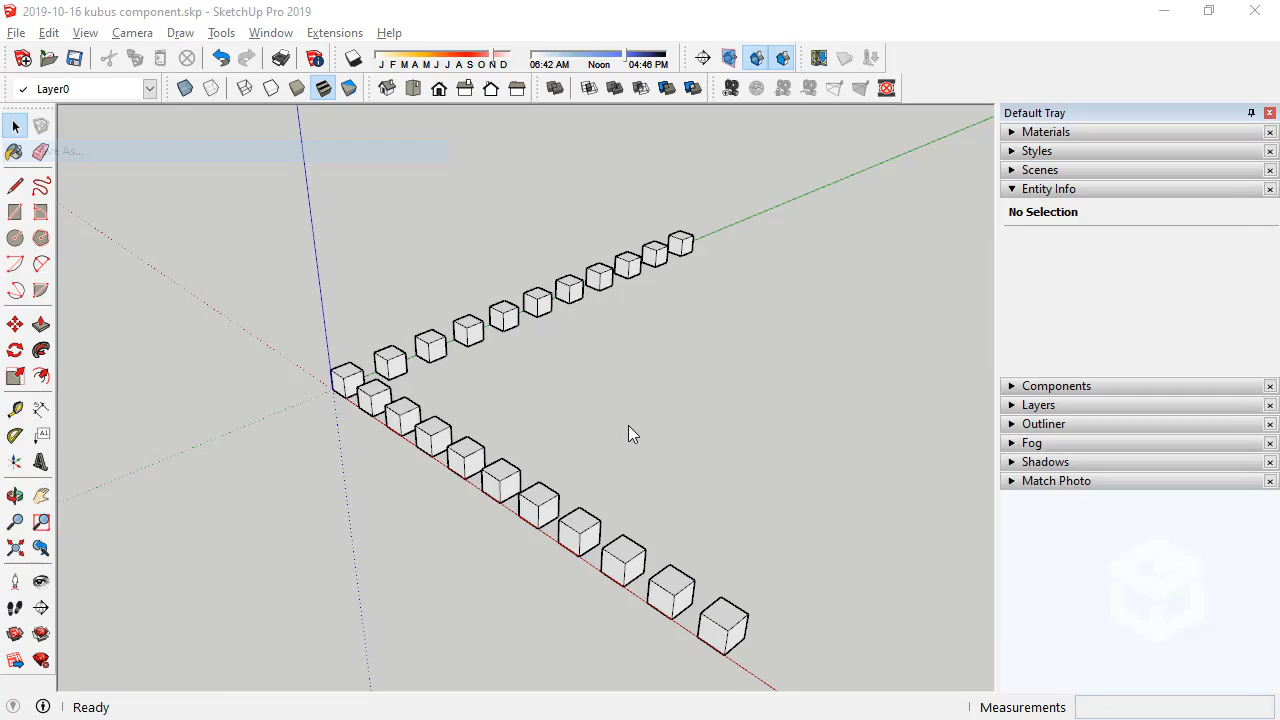 2019-10-16 kubus component.skp - SketchUp Pro 2019
File Edit View Camera Draw Tools Window Extensions Help
J F M A M J J A S O N D
06:42 AM Noon 04:46 PM
Layer0
Default Tray
Materials
Styles
Scenes
Entity Info
No Selection
Components
Layers
Outliner
Fog
Shadows
Match Photo
As...
A1
Ready
Measurements